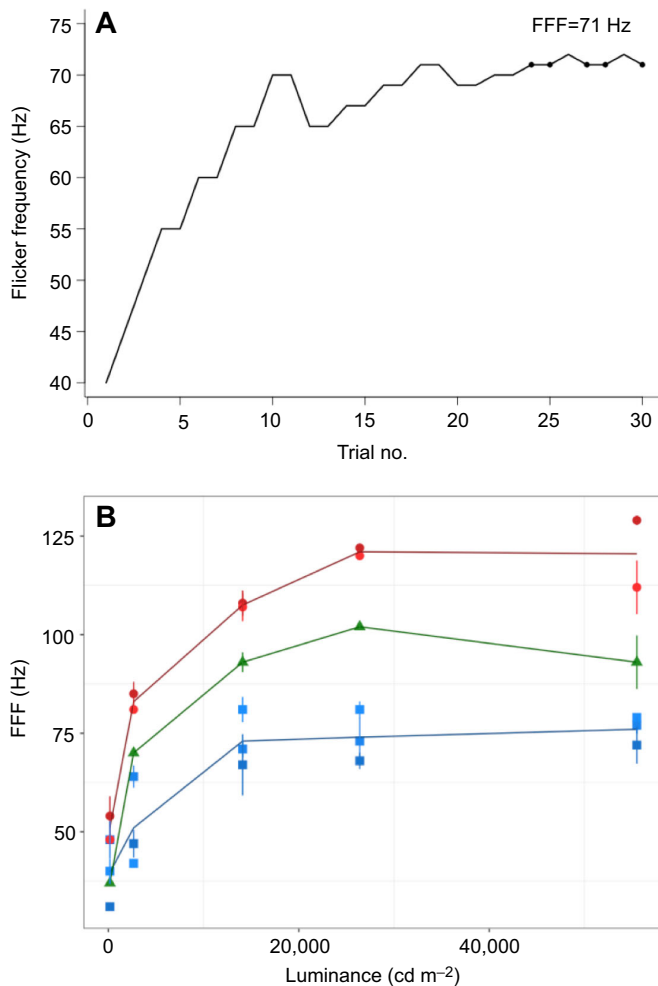 A
FFF=71 Hz
75
70
65
60
55
50
45
40
Flicker frequency (Hz)
0 5 10 15 20 25 30
Trial no.
B
125
100
75
50
FFF (Hz)
0 20,000 40,000
Luminance (cd m–2)